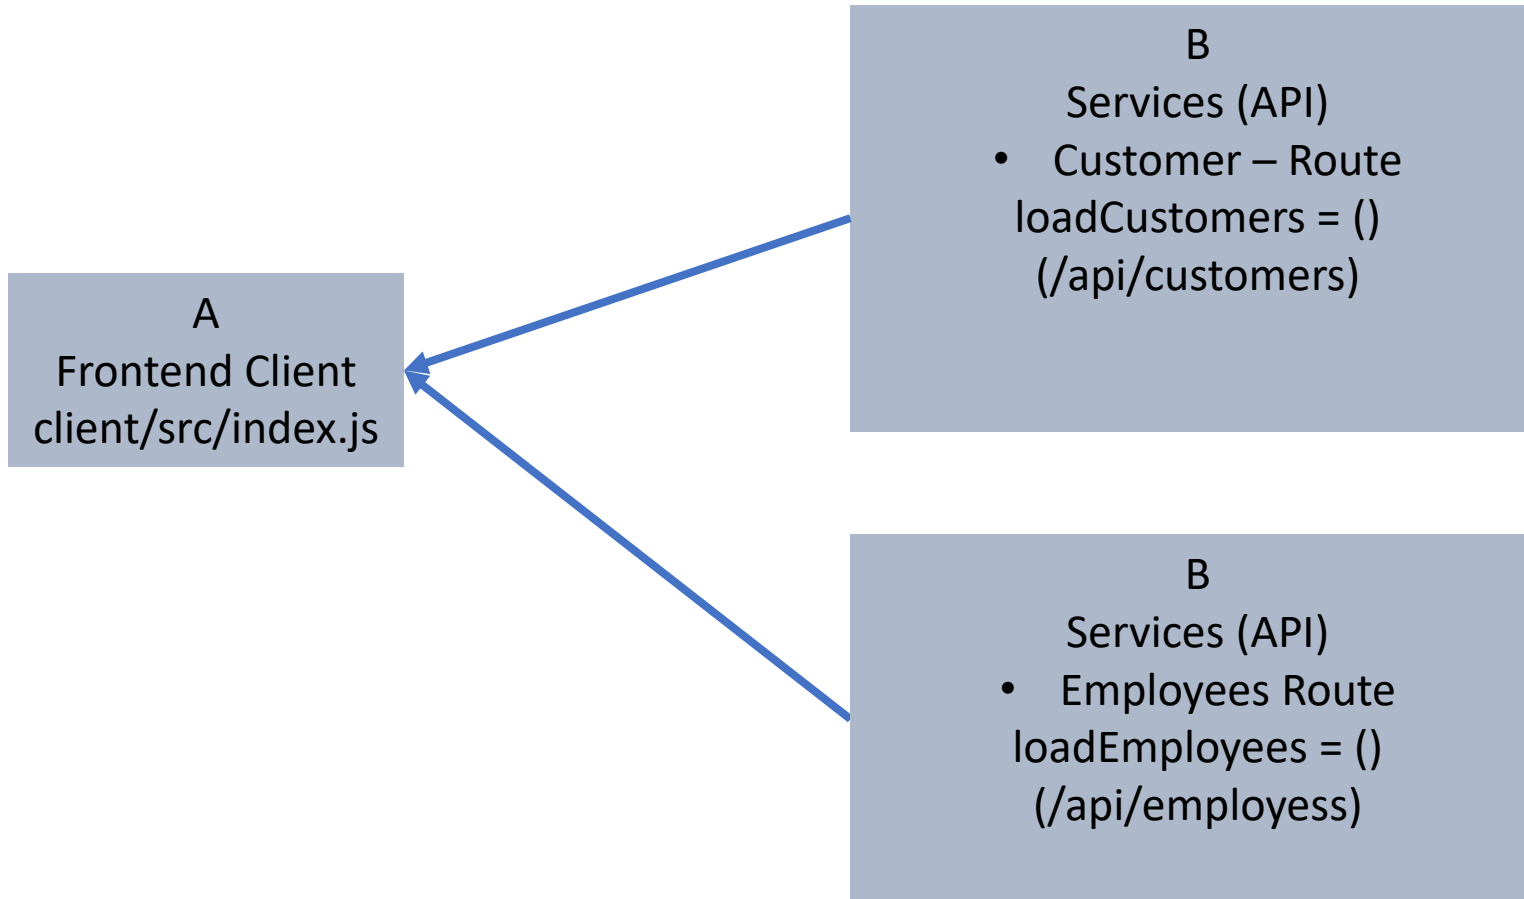 A
Frontend Client
client/src/index.js
B
Services (API)
• Customer – Route
loadCustomers = ()
(/api/customers)
B
Services (API)
• Employees Route
loadEmployees = ()
(/api/employess)